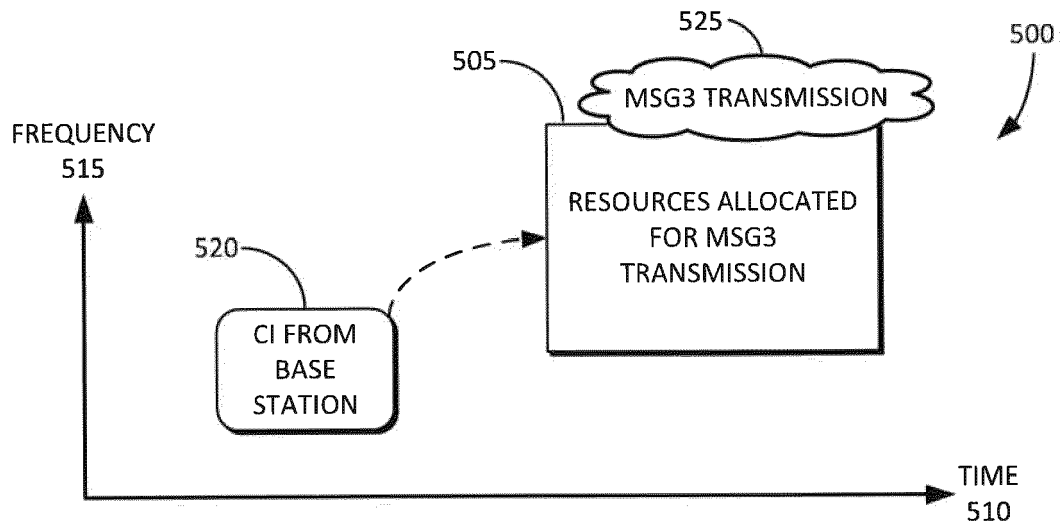 525
500
505
MSG3 TRANSMISSION
FREQUENCY
515
RESOURCES ALLOCATED
FOR MSG3
TRANSMISSION
520
CI FROM
BASE
STATION
TIME
510